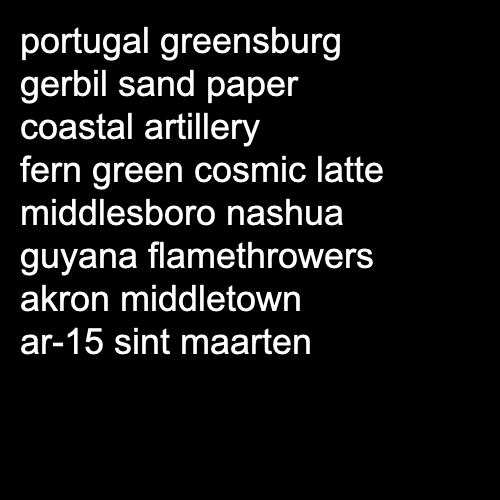 portugal greensburg
gerbil sand paper
coastal artillery
fern green cosmic latte
middlesboro nashua
guyana flamethrowers
akron middletown
ar-15 sint maarten